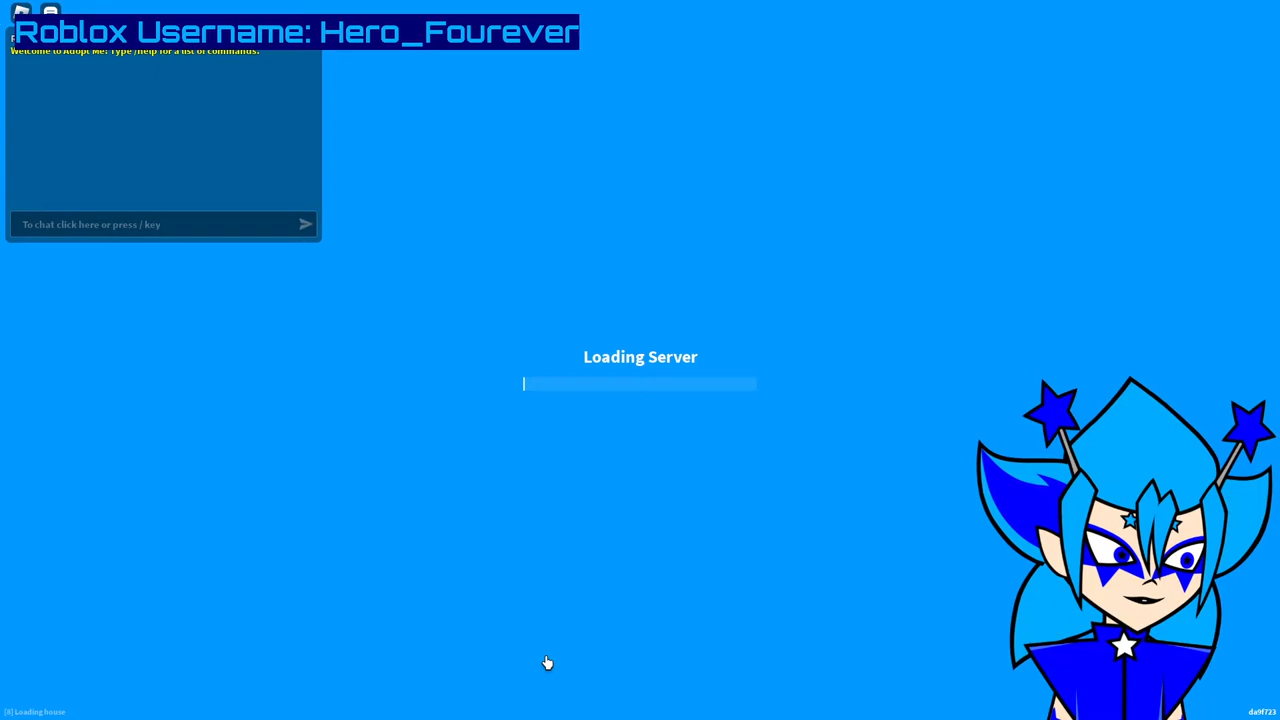 Roblox Username: Hero_Fourever
Welcome to Adopt Me! Type /help for a list of commands.
To chat click here or press / key
Loading Server
[8] Loading house
da9f723